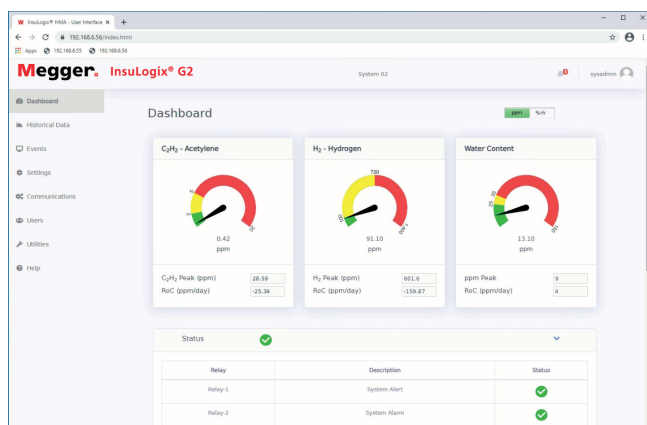 InsuLogix® HMA - User Interface
192.168.6.56/index.html
Apps 192.168.6.55 192.168.6.56
Megger. InsuLogix® G2 System 02 sysadmin
Dashboard
Historical Data
Events
Settings
Communications
Users
Utilities
Help
Dashboard ppm %rh
C₂H₂ - Acetylene
0.42
ppm
C₂H₂ Peak (ppm) 28.59
RoC (ppm/day) -25.34
H₂ - Hydrogen
700
91.10
ppm
H₂ Peak (ppm) 601.6
RoC (ppm/day) -159.87
Water Content
13.10
ppm
ppm Peak 9
RoC (ppm/day) 4
Status
Relay Description Status
Relay-1 System Alert
Relay-2 System Alarm